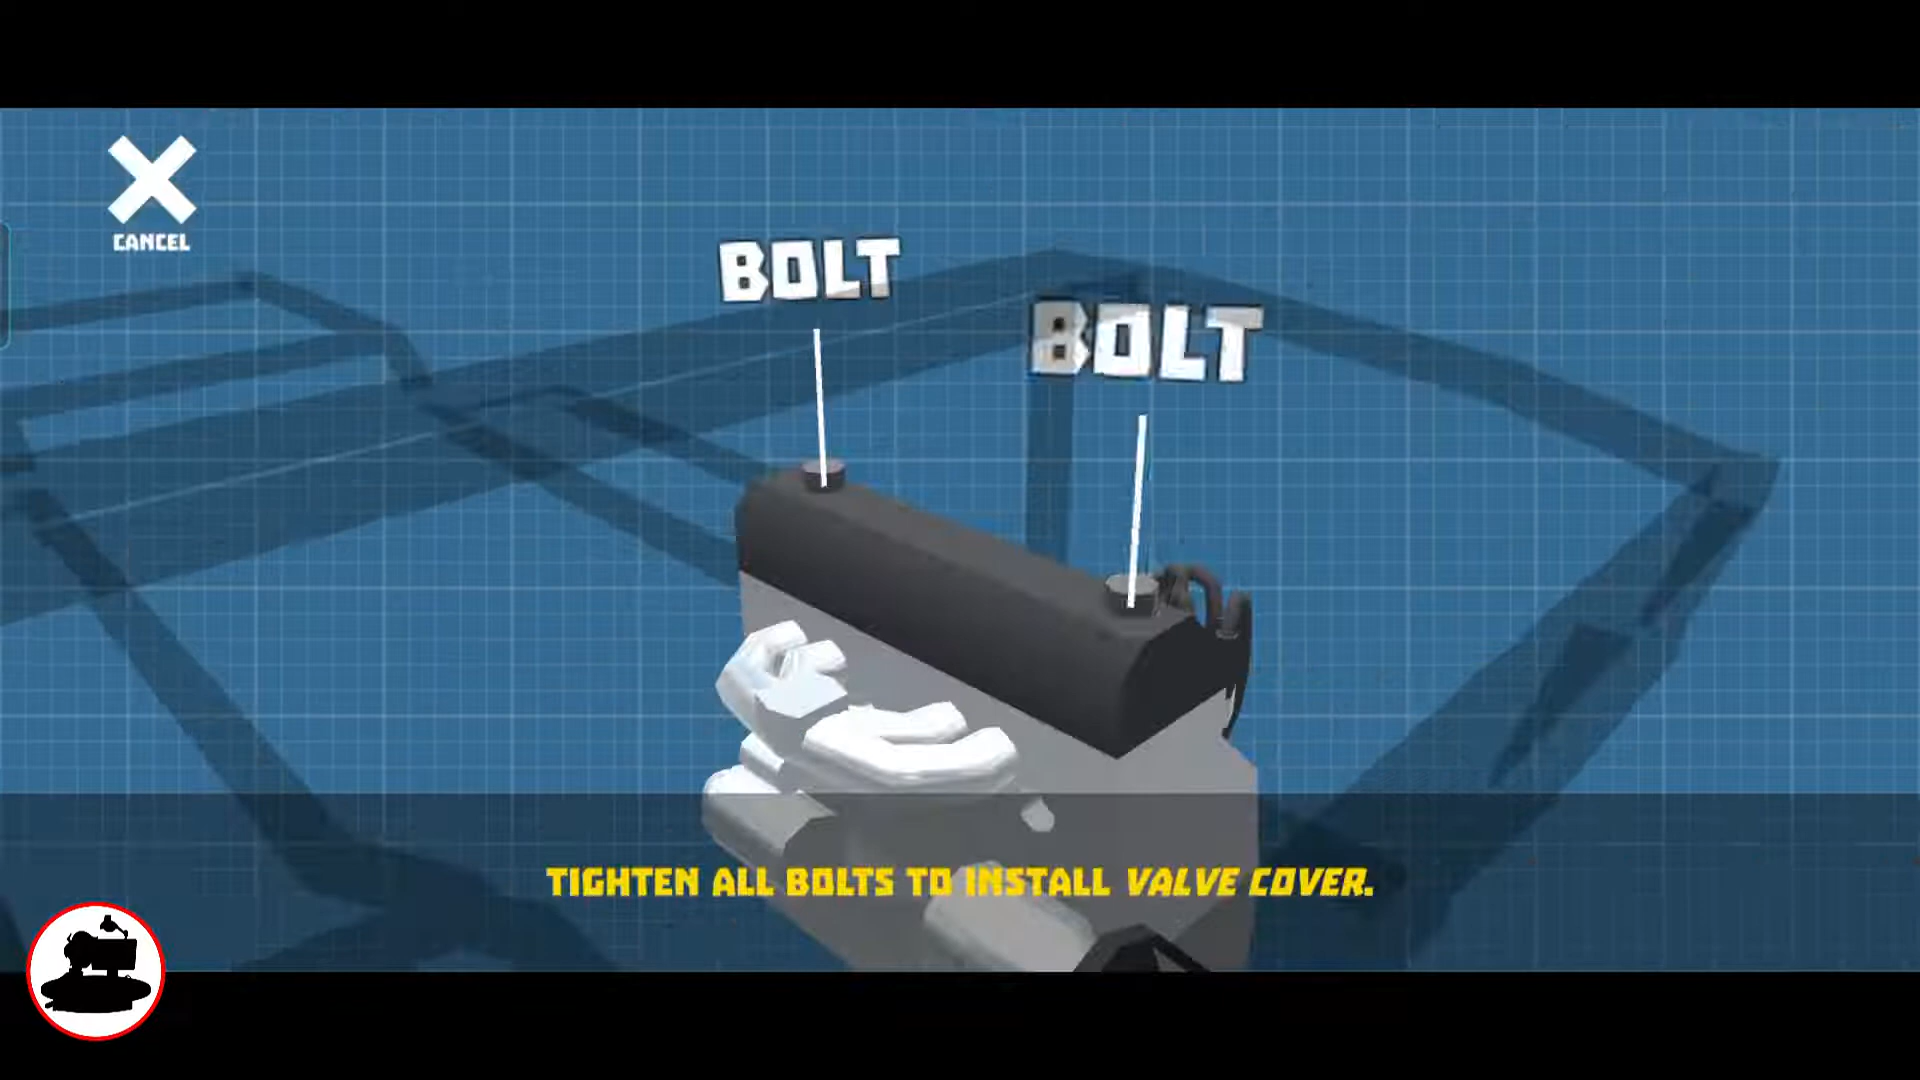 CANCEL
BOLT
BOLT
TIGHTEN ALL BOLTS TO INSTALL VALVE COVER.